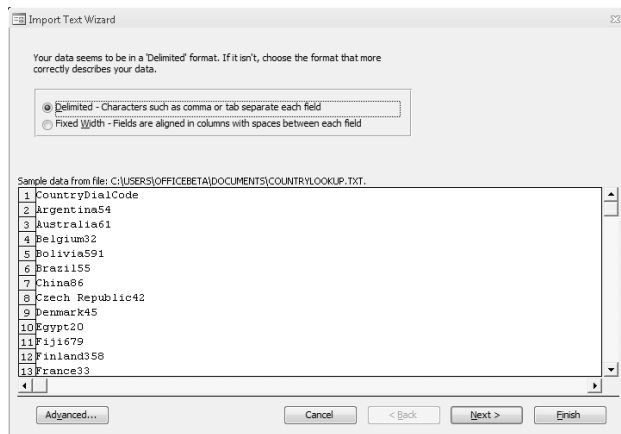 Import Text Wizard
Your data seems to be in a 'Delimited' format. If it isn't, choose the format that more
correctly describes your data.
Delimited - Characters such as comma or tab separate each field
Fixed Width - Fields are aligned in columns with spaces between each field
Sample data from file: C:\USERS\OFFICEBETA\DOCUMENTS\COUNTRYLOOKUP.TXT.
1 CountryDialCode
2 Argentina54
3 Australia61
4 Belgium32
5 Bolivia591
6 Brazil55
7 China86
8 Czech Republic42
9 Denmark45
10 Egypt20
11 Fiji679
12 Finland358
13 France33
Advanced... Cancel < Back Next > Finish